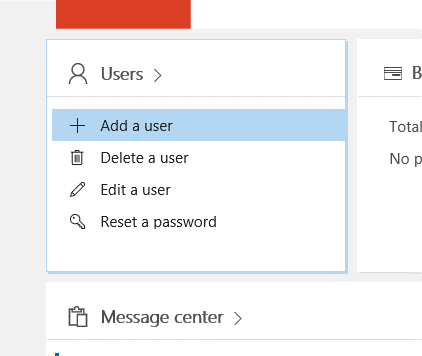 Users
Add a user
Delete a user
Edit a user
Reset a password
Total
No
Message center